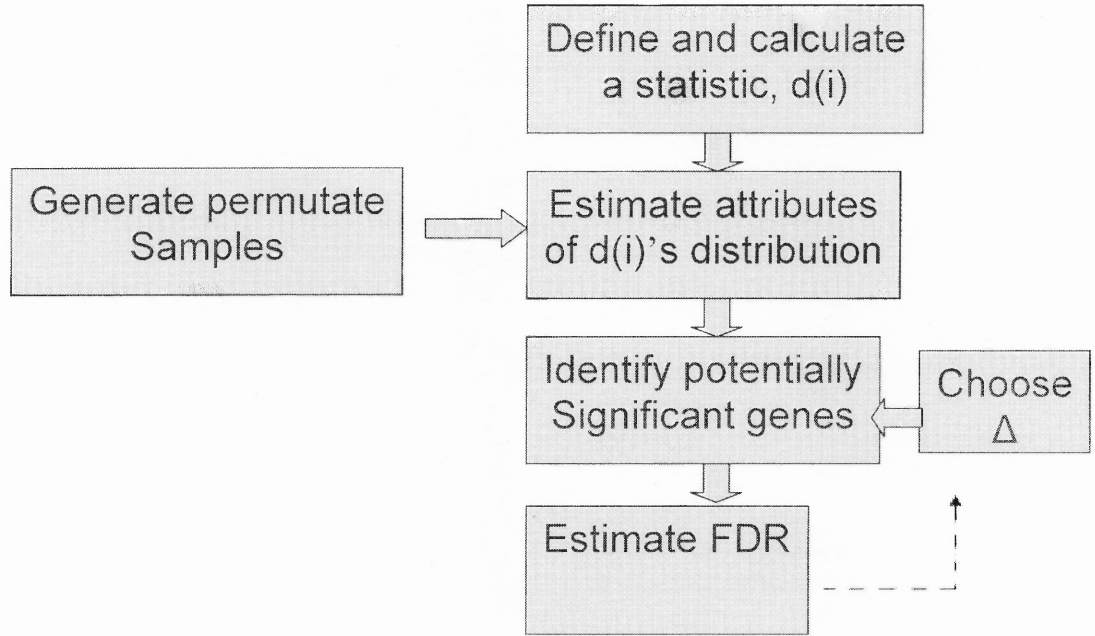 Define and calculate
a statistic, d(i)
Generate permutate
Samples
Estimate attributes
of d(i)'s distribution
Identify potentially
Significant genes
Choose
Δ
Estimate FDR